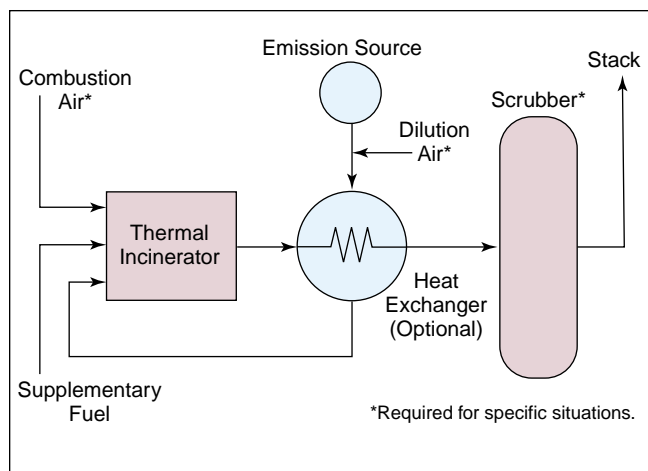 Emission Source
Combustion
Air*
Stack
Scrubber*
Dilution
Air*
Thermal
Incinerator
Heat
Exchanger
(Optional)
Supplementary
Fuel
*Required for specific situations.